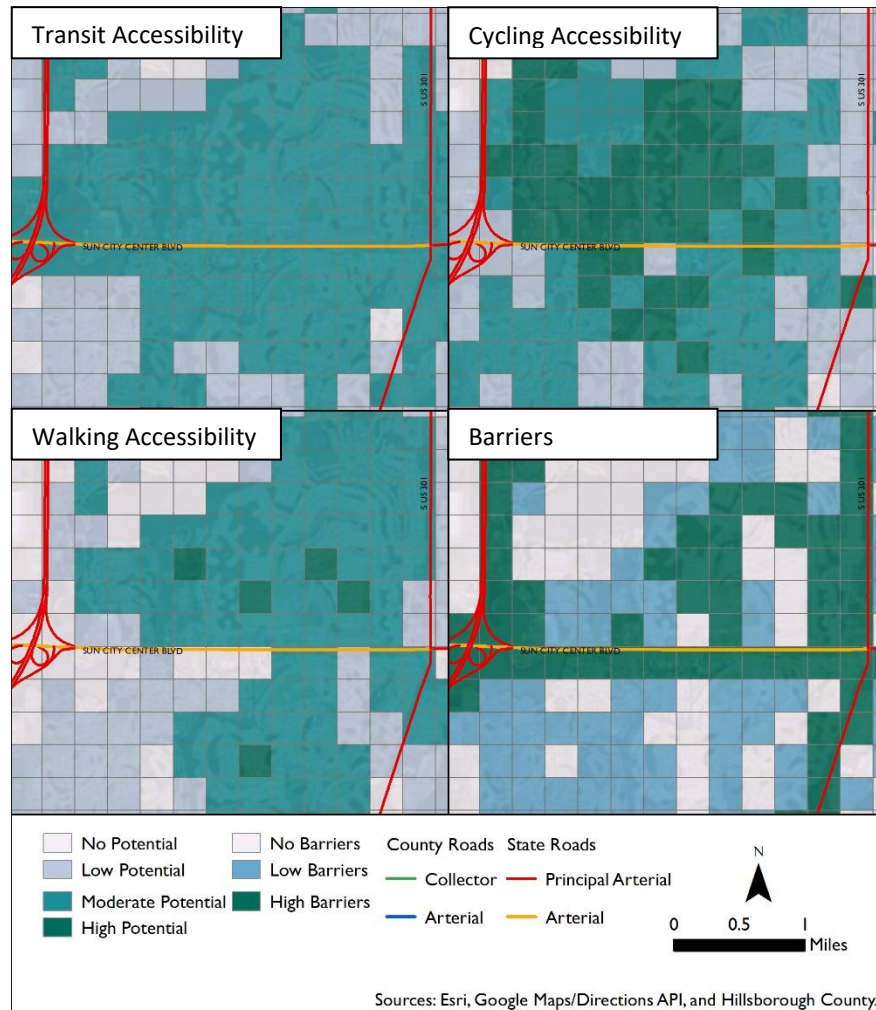 Transit Accessibility
Cycling Accessibility
S US 301
S US 301
SUN CITY CENTER BLVD
SUN CITY CENTER BLVD
Walking Accessibility
Barriers
S US 301
S US 301
SUN CITY CENTER BLVD
SUN CITY CENTER BLVD
No Potential
No Barriers
County Roads
State Roads
Low Potential
Low Barriers
Collector
Principal Arterial
Moderate Potential
High Barriers
Arterial
Arterial
High Potential
N
0 0.5 1
Miles
Sources: Esri, Google Maps/Directions API, and Hillsborough County.